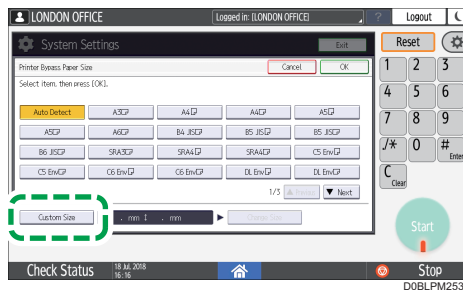 LONDON OFFICE
Logged in: [LONDON OFFICE]
? Logout
System Settings
Exit
Reset
Printer Bypass Paper Size
Cancel
OK
Select item, then press [OK].
1 2 3
4 5 6
7 8 9
./* 0 #
Enter
C
Clear
Auto Detect A3 A4 A4 A5
A5 A6 B4 JIS B5 JIS B5 JIS
B6 JIS SRA3 SRA4 SRA4 C5 Env
C5 Env C6 Env C6 Env DL Env DL Env
1/3 ▲ ▼ Next
Custom Size
. mm
. mm
Change Size
Start
Check Status
18 Jul. 2018
16:16
Stop
D0BLPM253